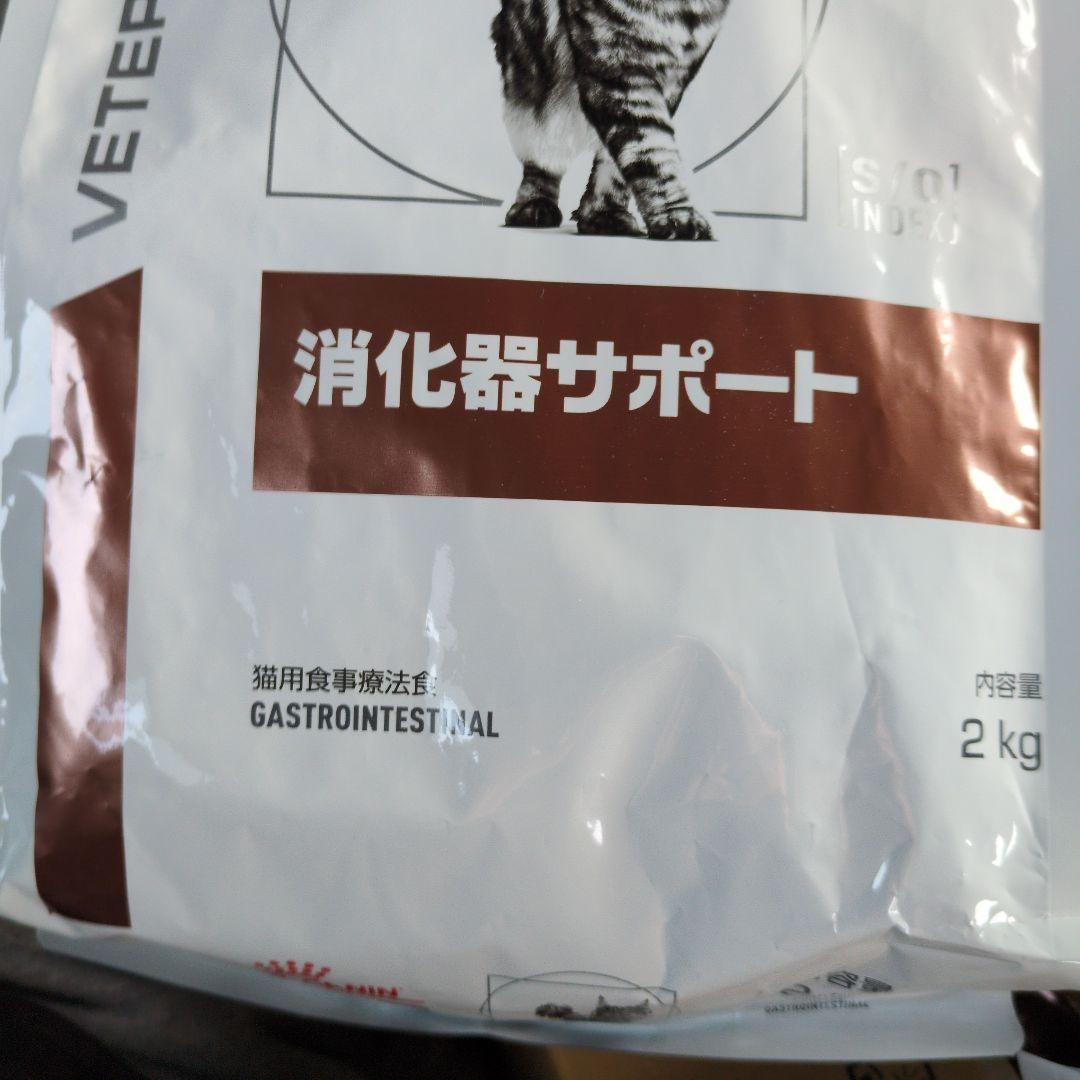 VETER
[S/O]
[INDEX]
消化器サポート
猫用食事療法食
GASTROINTESTINAL
内容量
2 kg
GASTROINTESTINAL